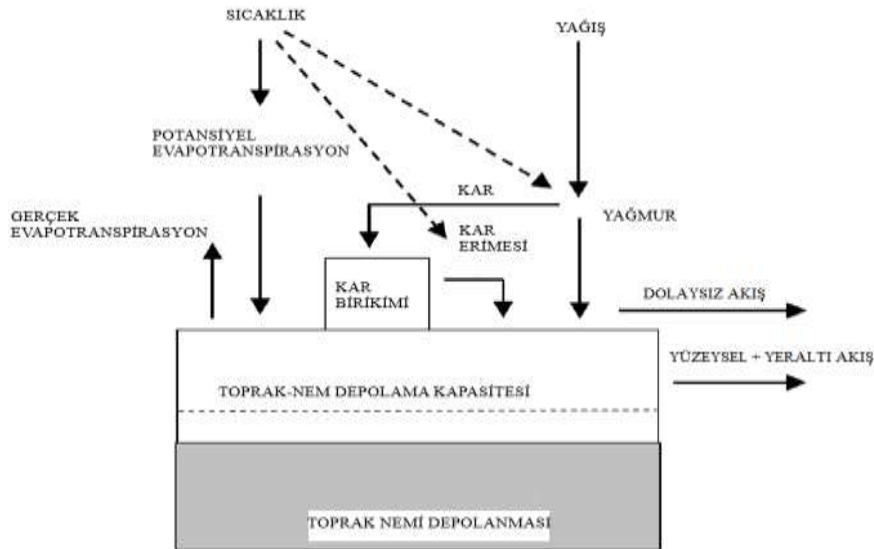 SICAKLIK
YAĞIŞ
POTANSİYEL
EVAPOTRANSPİRASYON
KAR
YAĞMUR
GERÇEK
EVAPOTRANSPİRASYON
KAR
ERİMESİ
KAR
BİRİKİMİ
DOLAYSIZ AKIŞ
YÜZEYSEL + YERALTI AKIŞ
TOPRAK-NEM DEPOLAMA KAPASİTESİ
TOPRAK NEMİ DEPOLANMASI